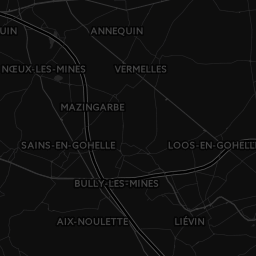 ANNEQUIN
NŒUX-LES-MINES
VERMELLES
MAZINGARBE
SAINS-EN-GOHELLE
LOOS-EN-GOHELLE
BULLY-LES-MINES
AIX-NOULETTE
LIÉVIN